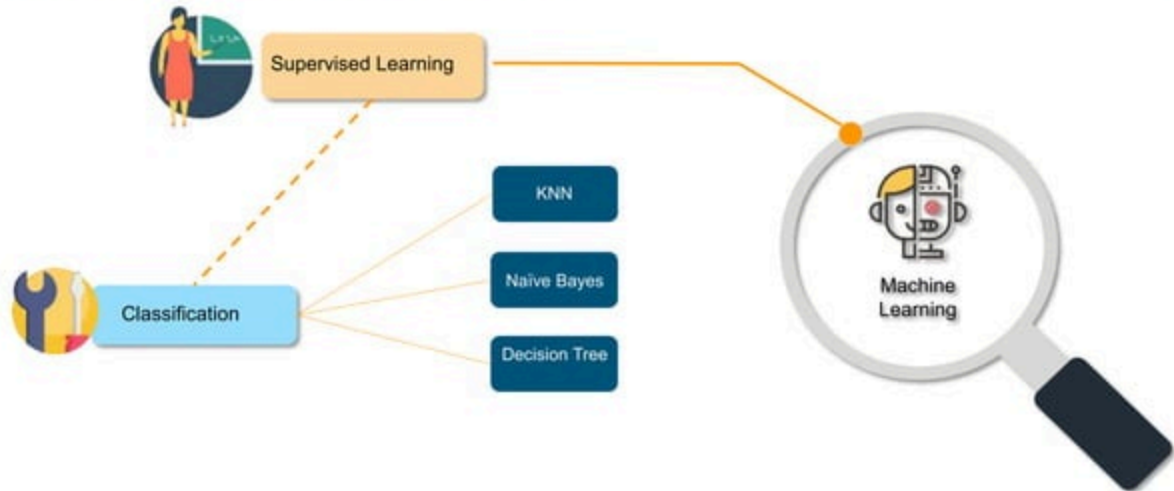 Supervised Learning
KNN
Naïve Bayes
Classification
Decision Tree
Machine
Learning